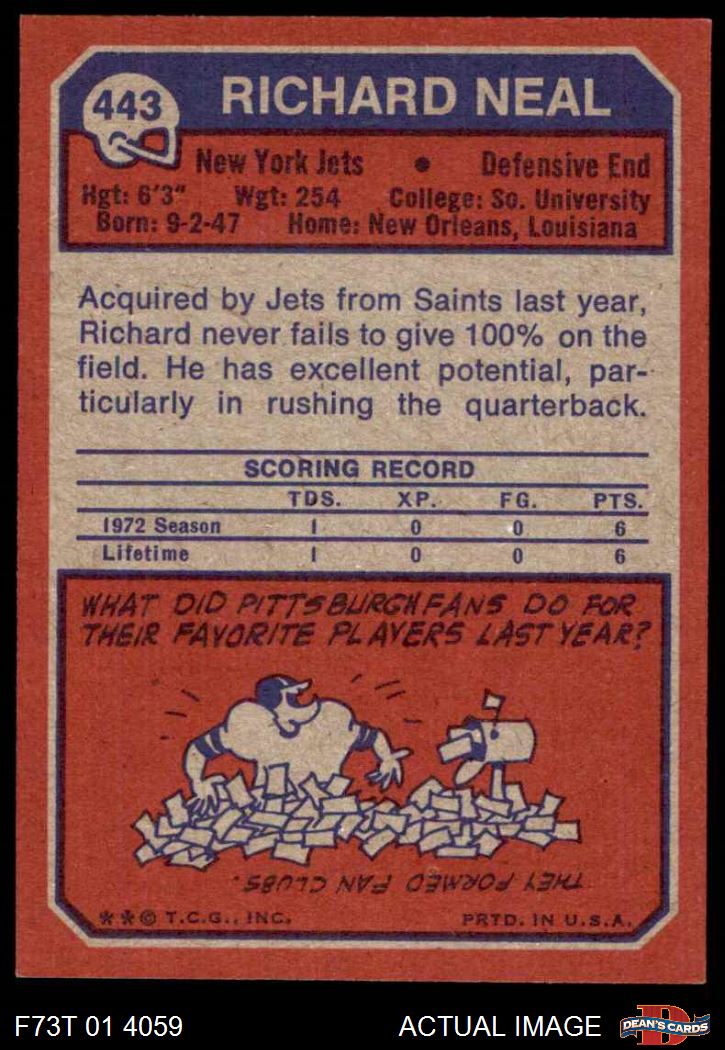 443
RICHARD NEAL
New York Jets • Defensive End
Hgt: 6'3" Wgt: 254 College: So. University
Born: 9-2-47 Home: New Orleans, Louisiana
Acquired by Jets from Saints last year,
Richard never fails to give 100% on the
field. He has excellent potential, par-
ticularly in rushing the quarterback.
SCORING RECORD
TDS. XP. FG. PTS.
1972 Season 1 0 0 6
Lifetime 1 0 0 6
WHAT DID PITTSBURGH FANS DO FOR
THEIR FAVORITE PLAYERS LAST YEAR?
THEY FORMED FAN CLUBS.
**© T.C.G., INC. PRTD. IN U.S.A.
F73T 01 4059 ACTUAL IMAGE
D
DEAN'S CARDS